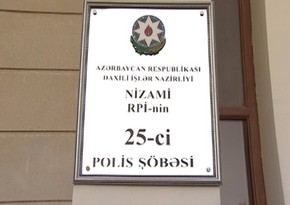 AZƏRBAYCAN RESPUBLİKASI
DAXİLİ İŞLƏR NAZİRLİYİ
NİZAMİ
RPİ-nin
25-ci
POLİS ŞÖBƏSİ